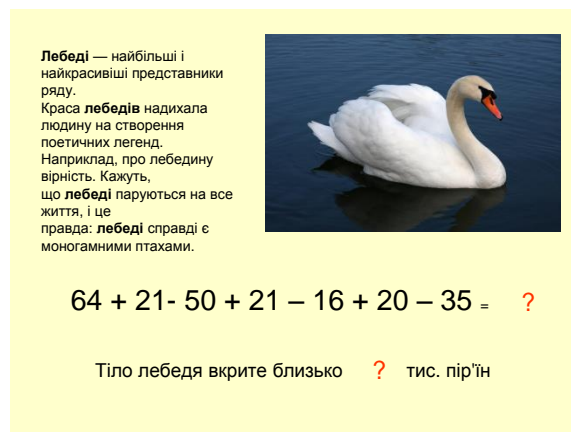 Лебеді — найбільші і
найкрасивіші представники
ряду.
Краса лебедів надихала
людину на створення
поетичних легенд.
Наприклад, про лебедину
вірність. Кажуть,
що лебеді паруються на все
життя, і це
правда: лебеді справді є
моногамними птахами.
64 + 21- 50 + 21 – 16 + 20 – 35 = ?
Тіло лебедя вкрите близько ? тис. пір'їн